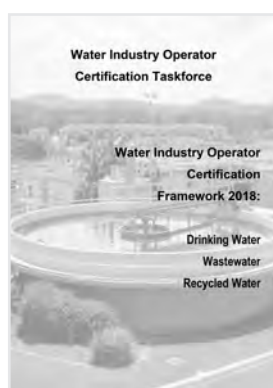 Water Industry Operator
Certification Taskforce
Water Industry Operator
Certification
Framework 2018:
Drinking Water
Wastewater
Recycled Water